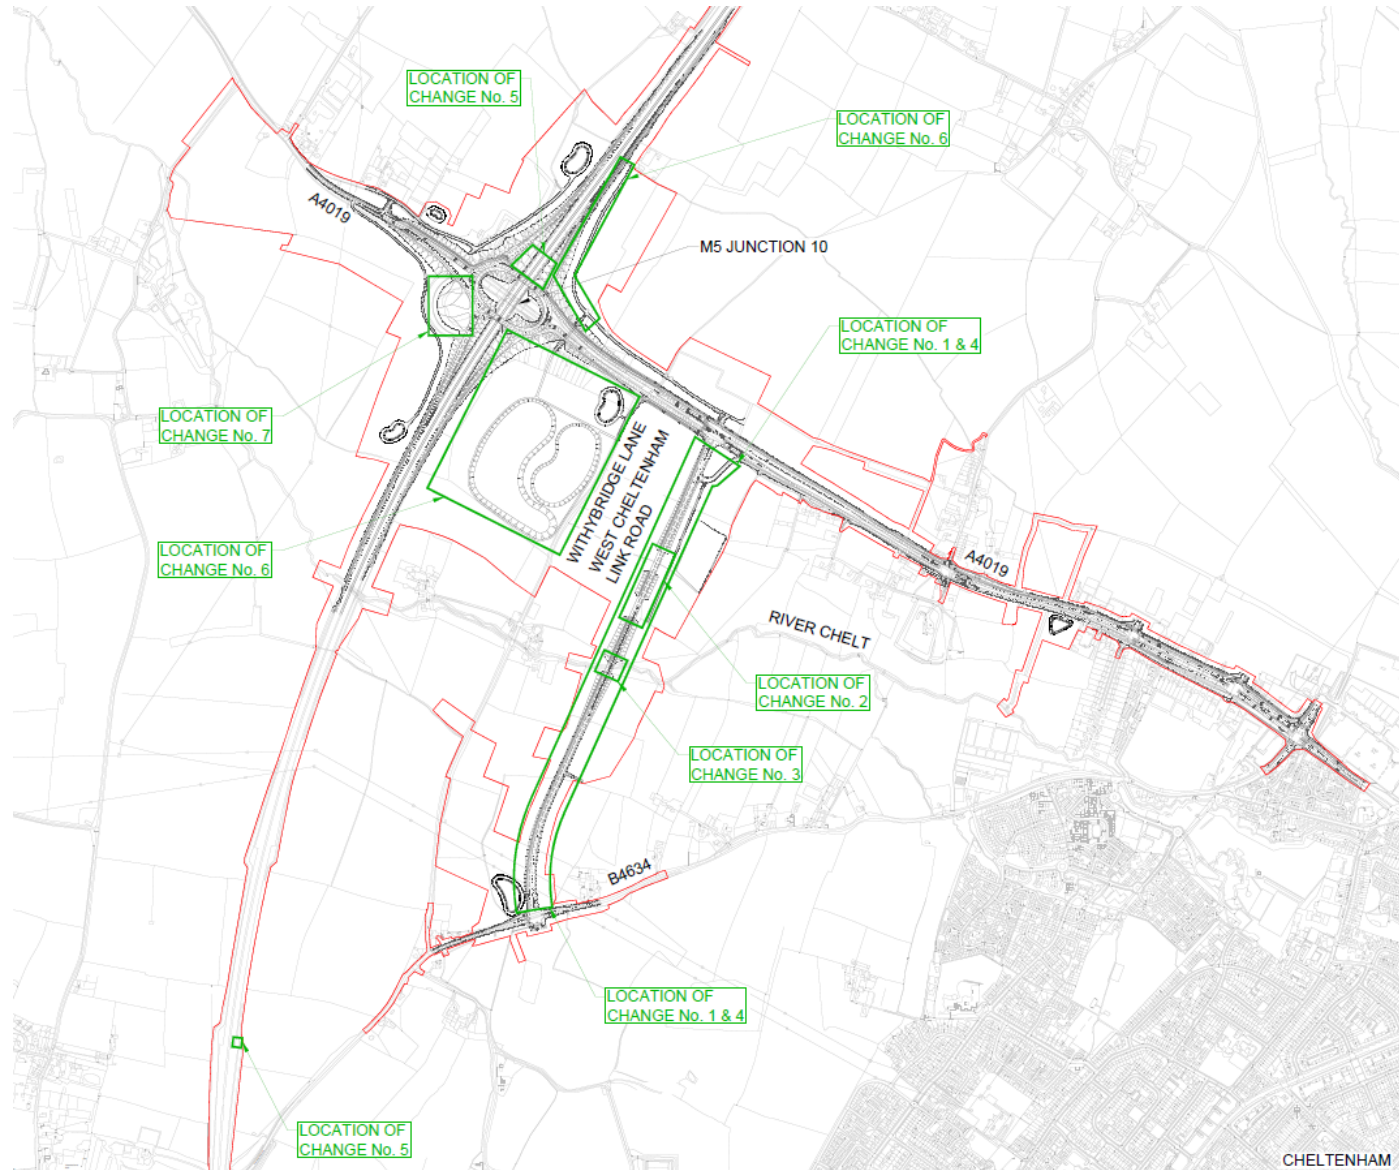 LOCATION OF
CHANGE No. 5
LOCATION OF
CHANGE No. 6
A4019
M5 JUNCTION 10
LOCATION OF
CHANGE No. 1 & 4
LOCATION OF
CHANGE No. 7
WITHYBRIDGE LANE
WEST CHELTENHAM
LINK ROAD
LOCATION OF
CHANGE No. 6
A4019
RIVER CHELT
LOCATION OF
CHANGE No. 2
LOCATION OF
CHANGE No. 3
B4634
LOCATION OF
CHANGE No. 1 & 4
LOCATION OF
CHANGE No. 5
CHELTENHAM